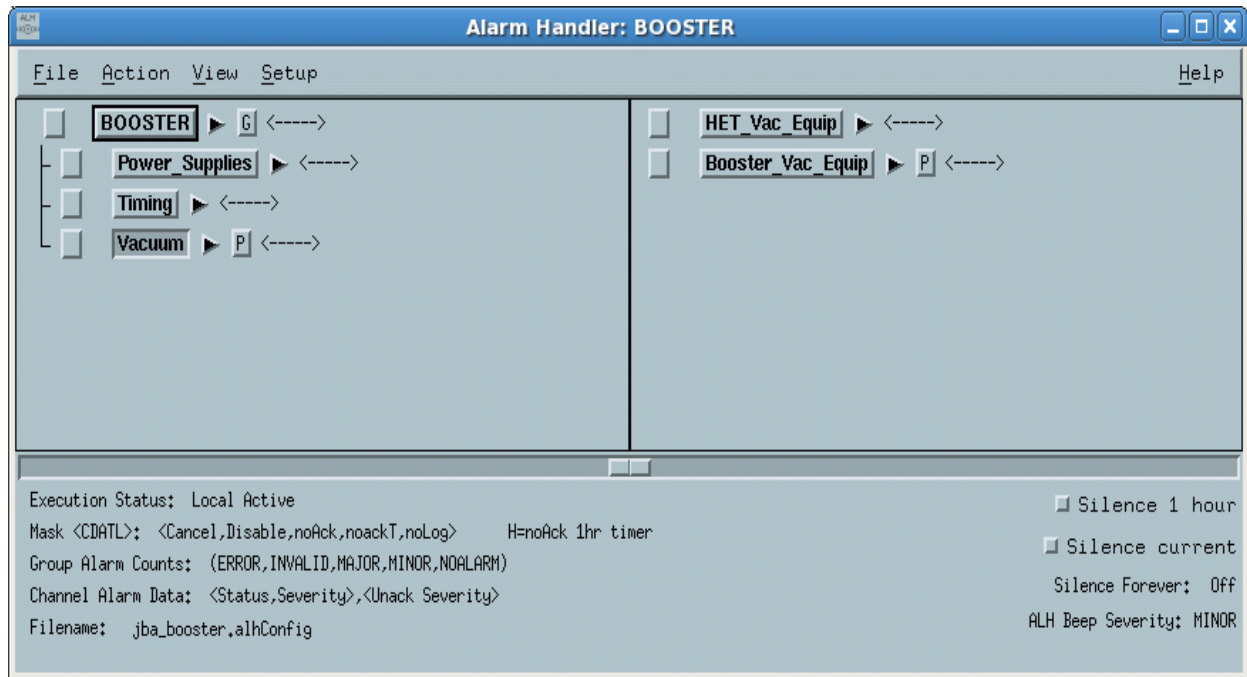 ALH
Alarm Handler: BOOSTER
File Action View Setup Help
BOOSTER G <----->
Power_Supplies <----->
Timing <----->
Vacuum P <----->
HET_Vac_Equip <----->
Booster_Vac_Equip P <----->
Execution Status: Local Active
Mask <CDATL>: <Cancel,Disable,noAck,noackT,noLog> H=noAck 1hr timer
Group Alarm Counts: (ERROR,INVALID,MAJOR,MINOR,NOALARM)
Channel Alarm Data: <Status,Severity>,<Unack Severity>
Filename: jba_booster.alhConfig
Silence 1 hour
Silence current
Silence Forever: Off
ALH Beep Severity: MINOR